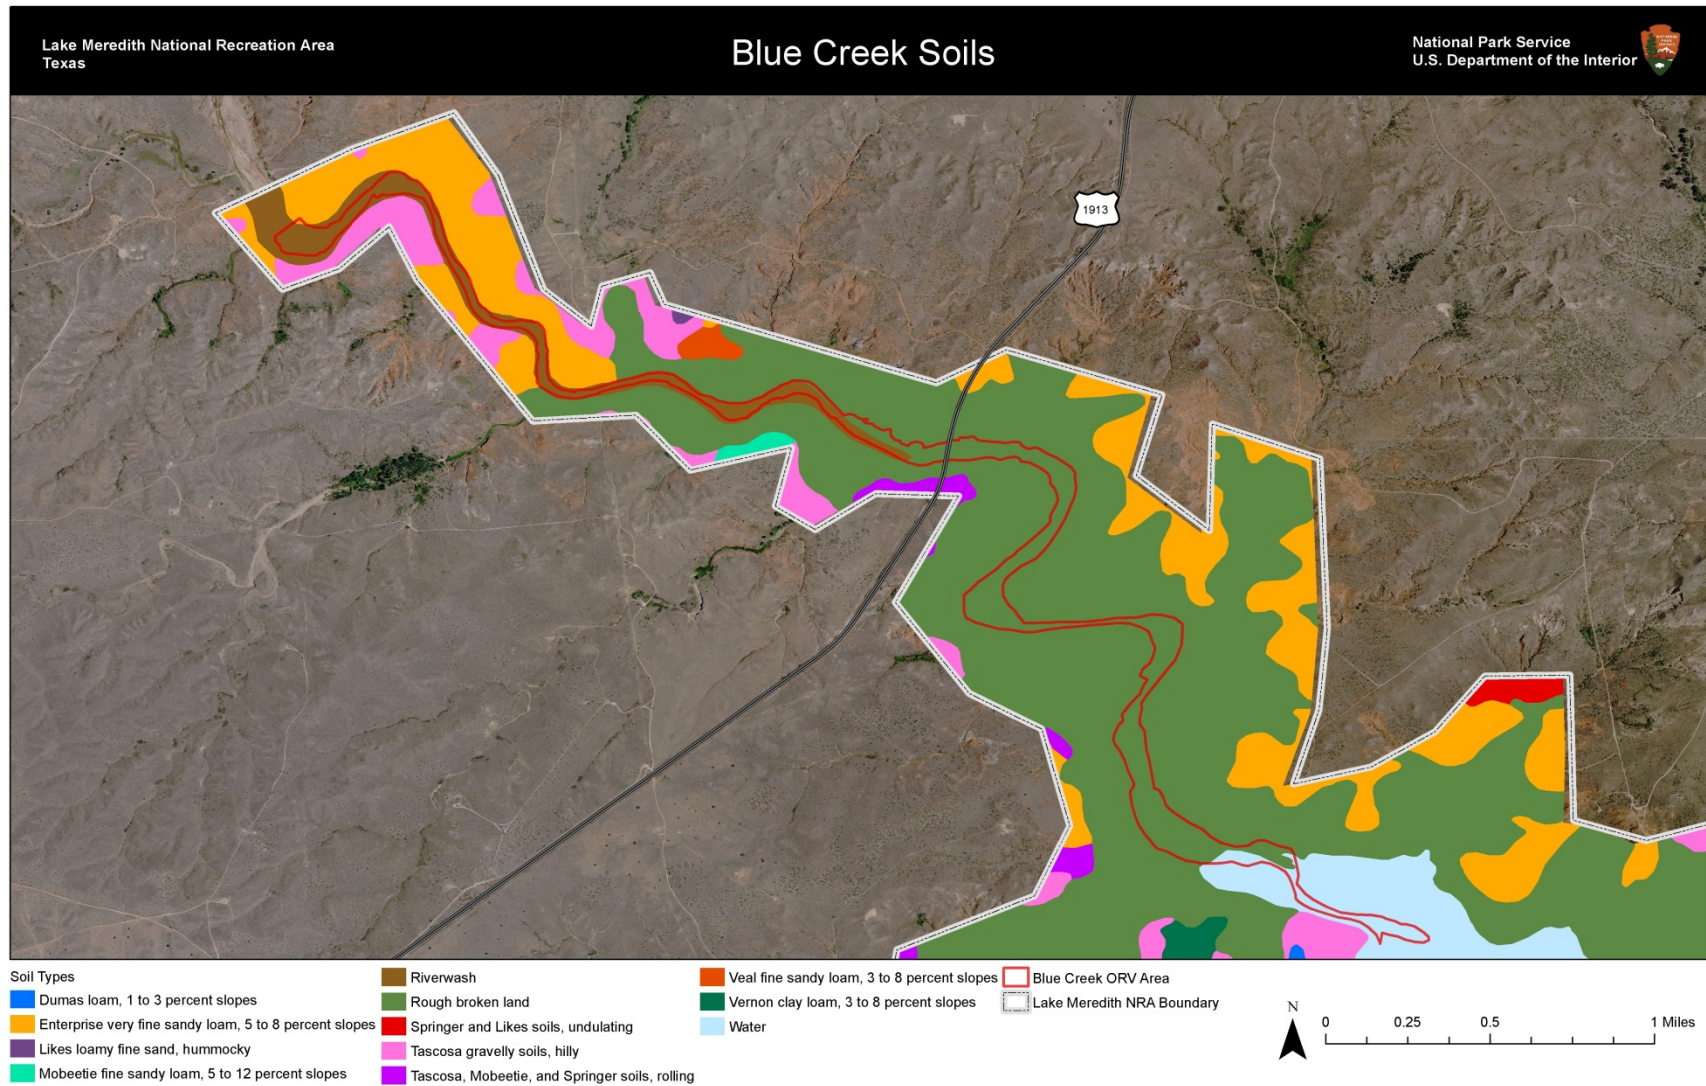 Lake Meredith National Recreation Area
Texas
Blue Creek Soils
National Park Service
U.S. Department of the Interior
1913
Soil Types
Dumas loam, 1 to 3 percent slopes
Enterprise very fine sandy loam, 5 to 8 percent slopes
Likes loamy fine sand, hummocky
Mobeetie fine sandy loam, 5 to 12 percent slopes
Riverwash
Rough broken land
Springer and Likes soils, undulating
Tascosa gravelly soils, hilly
Tascosa, Mobeetie, and Springer soils, rolling
Veal fine sandy loam, 3 to 8 percent slopes
Vernon clay loam, 3 to 8 percent slopes
Water
Blue Creek ORV Area
Lake Meredith NRA Boundary
N
0 0.25 0.5 1 Miles